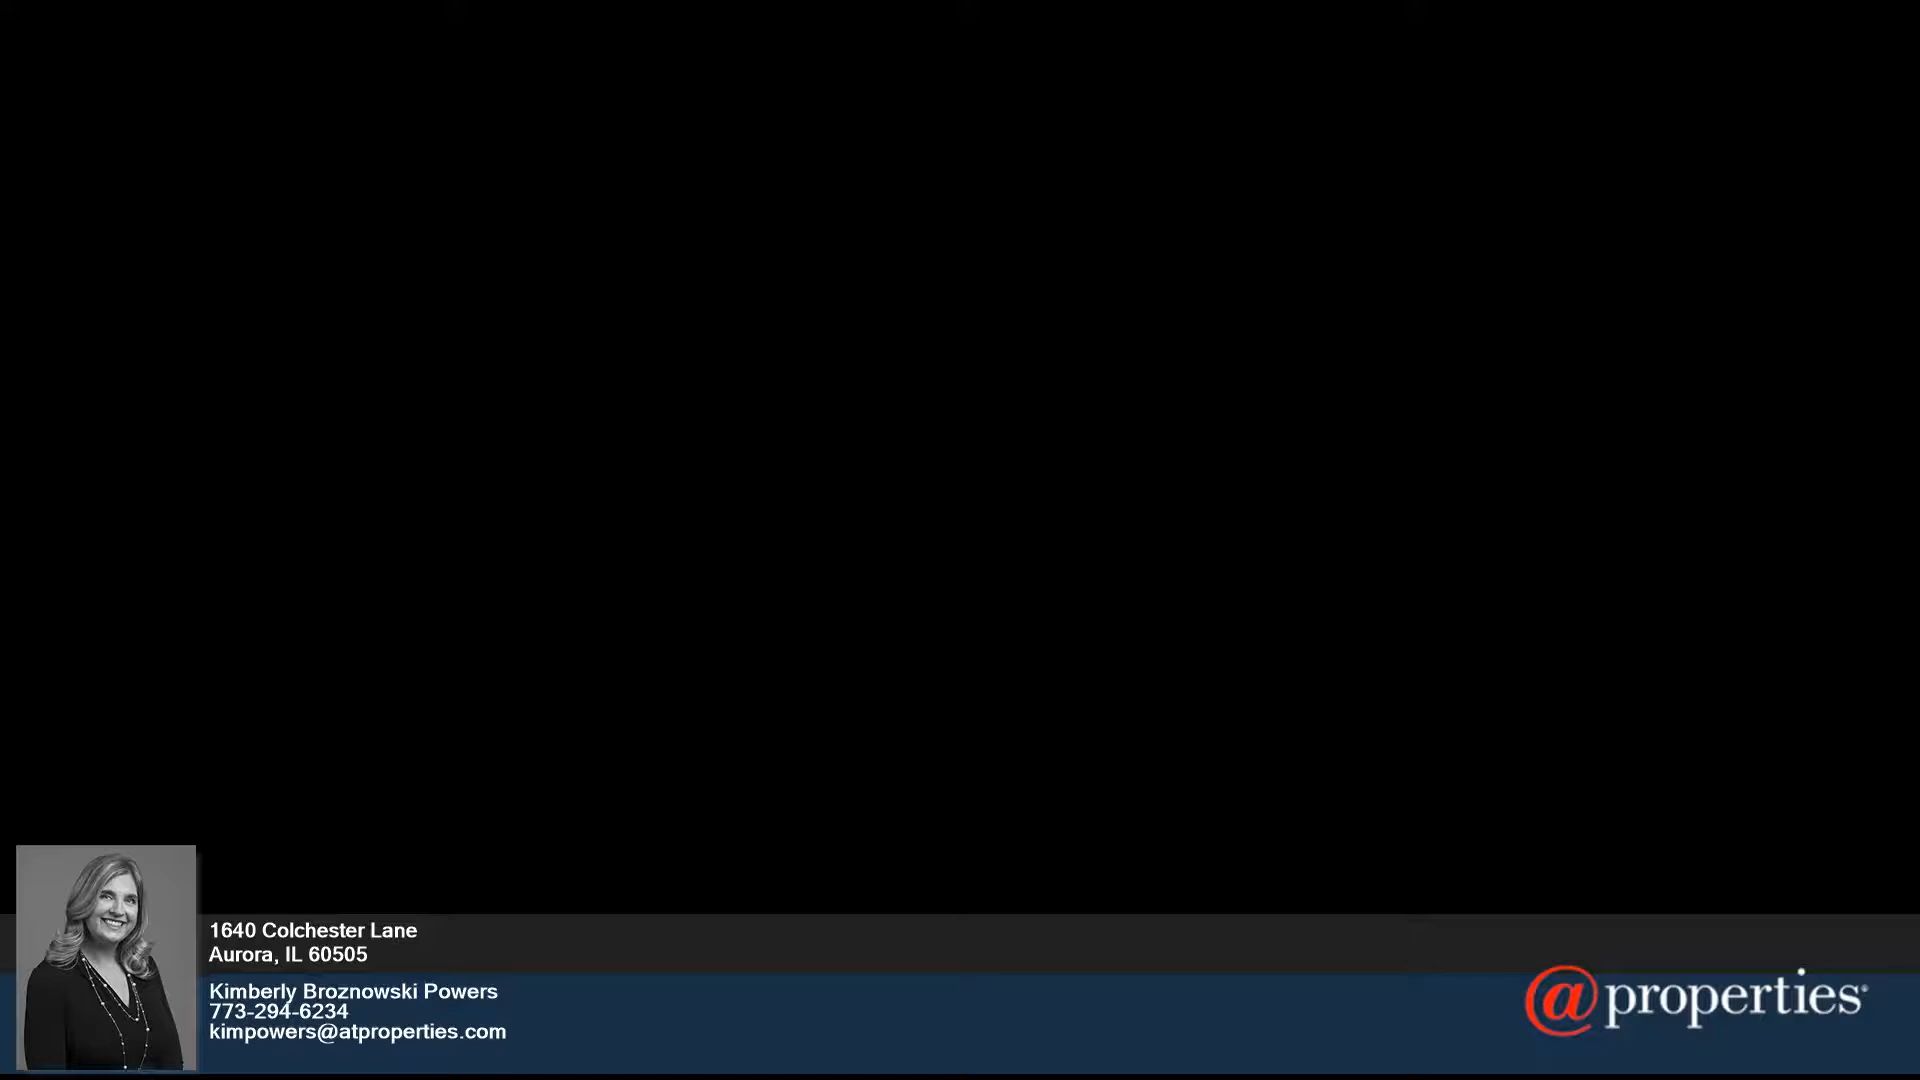 1640 Colchester Lane
Aurora, IL 60505
Kimberly Broznowski Powers
773-294-6234
kimpowers@atproperties.com
@properties®